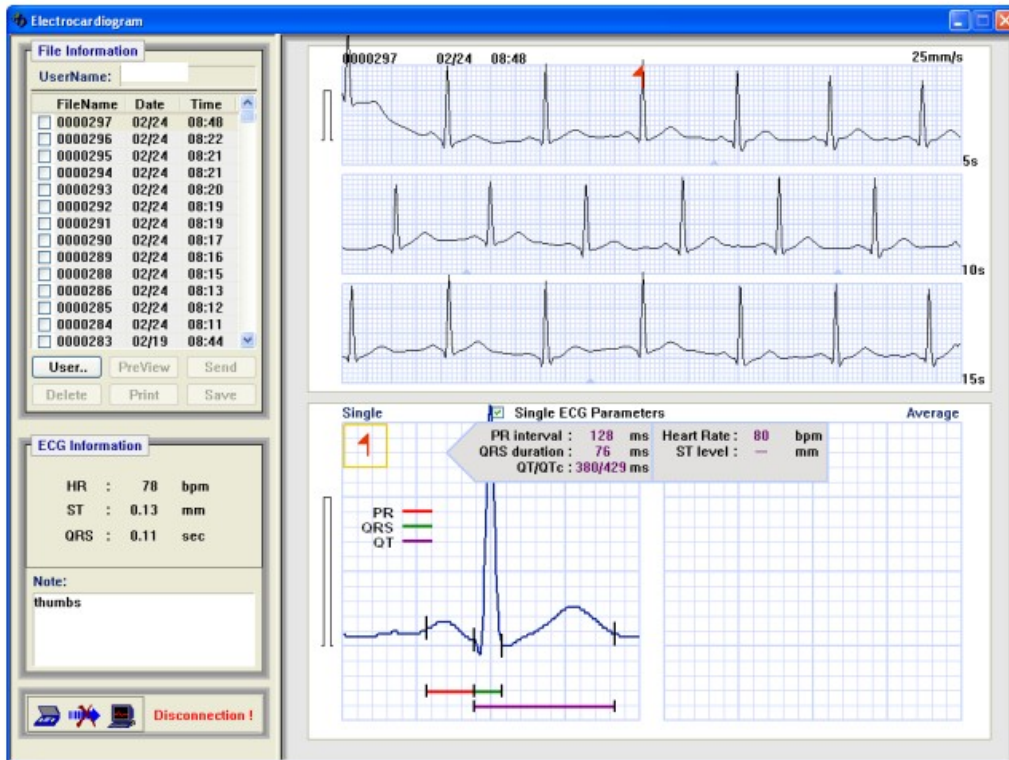 Electrocardiogram
File Information
UserName:
FileName Date Time
0000297 02/24 08:48
0000296 02/24 08:22
0000295 02/24 08:21
0000294 02/24 08:21
0000293 02/24 08:20
0000292 02/24 08:19
0000291 02/24 08:19
0000290 02/24 08:17
0000289 02/24 08:16
0000288 02/24 08:15
0000286 02/24 08:13
0000285 02/24 08:12
0000284 02/24 08:11
0000283 02/19 08:44
User.. PreView Send
Delete Print Save
ECG Information
HR : 78 bpm
ST : 0.13 mm
QRS : 0.11 sec
Note:
thumbs
Disconnection !
0000297 02/24 08:48 25mm/s
5s
10s
15s
Single Single ECG Parameters Average
PR interval : 128 ms Heart Rate : 80 bpm
QRS duration : 76 ms ST level : --- mm
QT/QTc : 380/429 ms
PR
QRS
QT